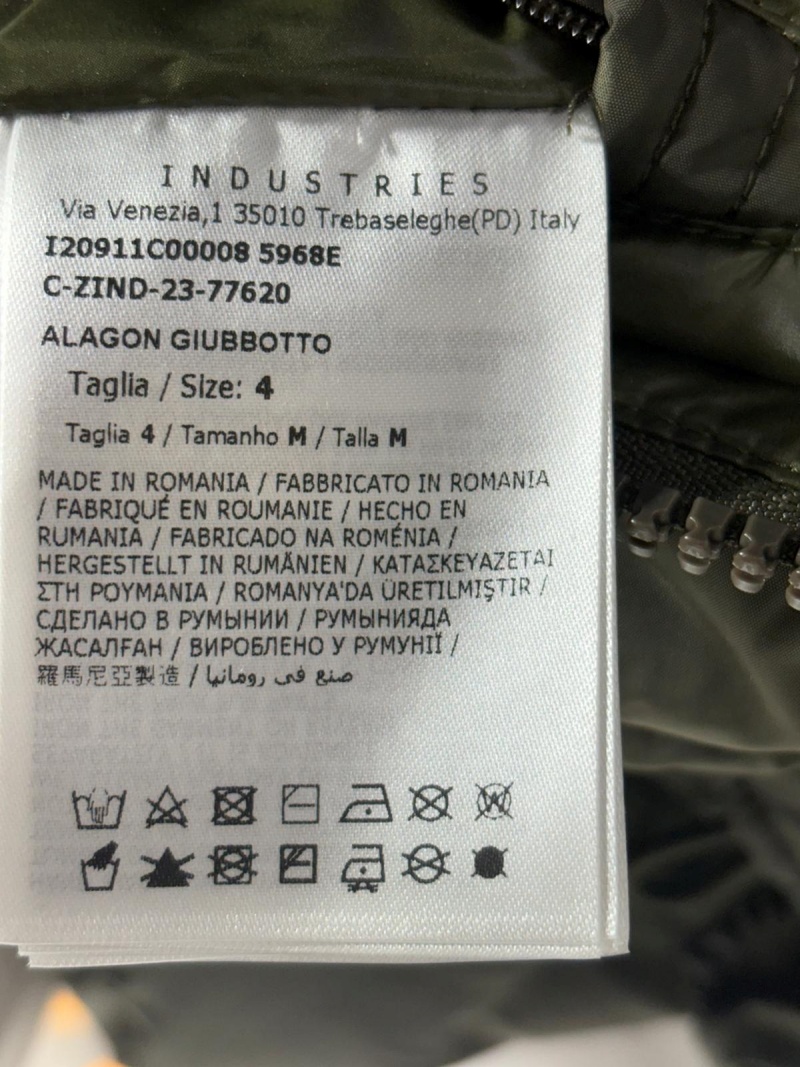 INDUSTRIES
Via Venezia,1 35010 Trebaseleghe(PD) Italy
I20911C00008 5968E
C-ZIND-23-77620
ALAGON GIUBBOTTO
Taglia / Size: 4
Taglia 4 / Tamanho M / Talla M
MADE IN ROMANIA / FABBRICATO IN ROMANIA
/ FABRIQUÉ EN ROUMANIE / HECHO EN
RUMANIA / FABRICADO NA ROMÉNIA /
HERGESTELLT IN RUMÄNIEN / ΚΑΤΑΣΚΕΥΑΖΕΤΑΙ
ΣΤΗ ΡΟΥΜΑΝΙΑ / ROMANYA'DA ÜRETILMIŞTIR /
СДЕЛАНО В РУМЫНИИ / РУМЫНИЯДА
ЖАСАЛҒАН / ВИРОБЛЕНО У РУМУНІЇ /
羅馬尼亞製造 / صنع في رومانيا